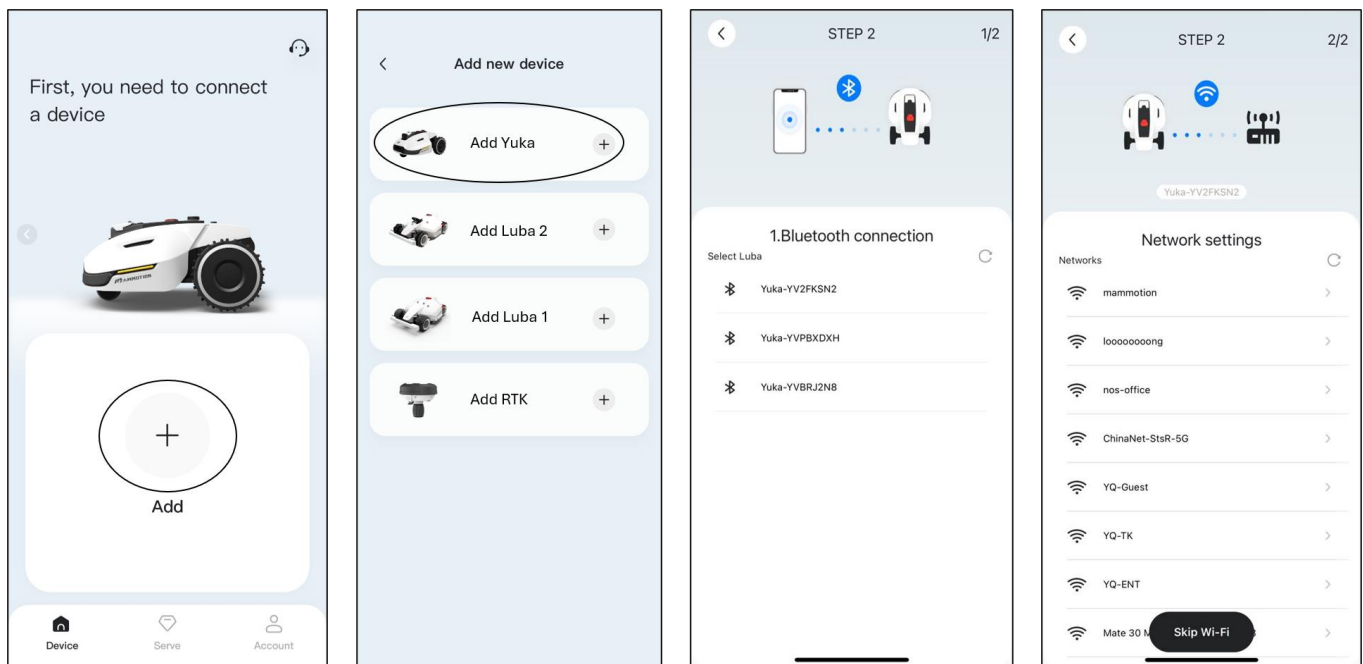 First, you need to connect
a device
MAMMOTION
Add
Device
Serve
Account
Add new device
Add Yuka
Add Luba 2
Add Luba 1
Add RTK
STEP 2
1/2
1.Bluetooth connection
Select Luba
Yuka-YV2FKSN2
Yuka-YVPBXDXH
Yuka-YVBRJ2N8
STEP 2
2/2
Yuka-YV2FKSN2
Network settings
Networks
mammotion
looooooong
nos-office
ChinaNet-StsR-5G
YQ-Guest
YQ-TK
YQ-ENT
Mate 30
Skip Wi-Fi